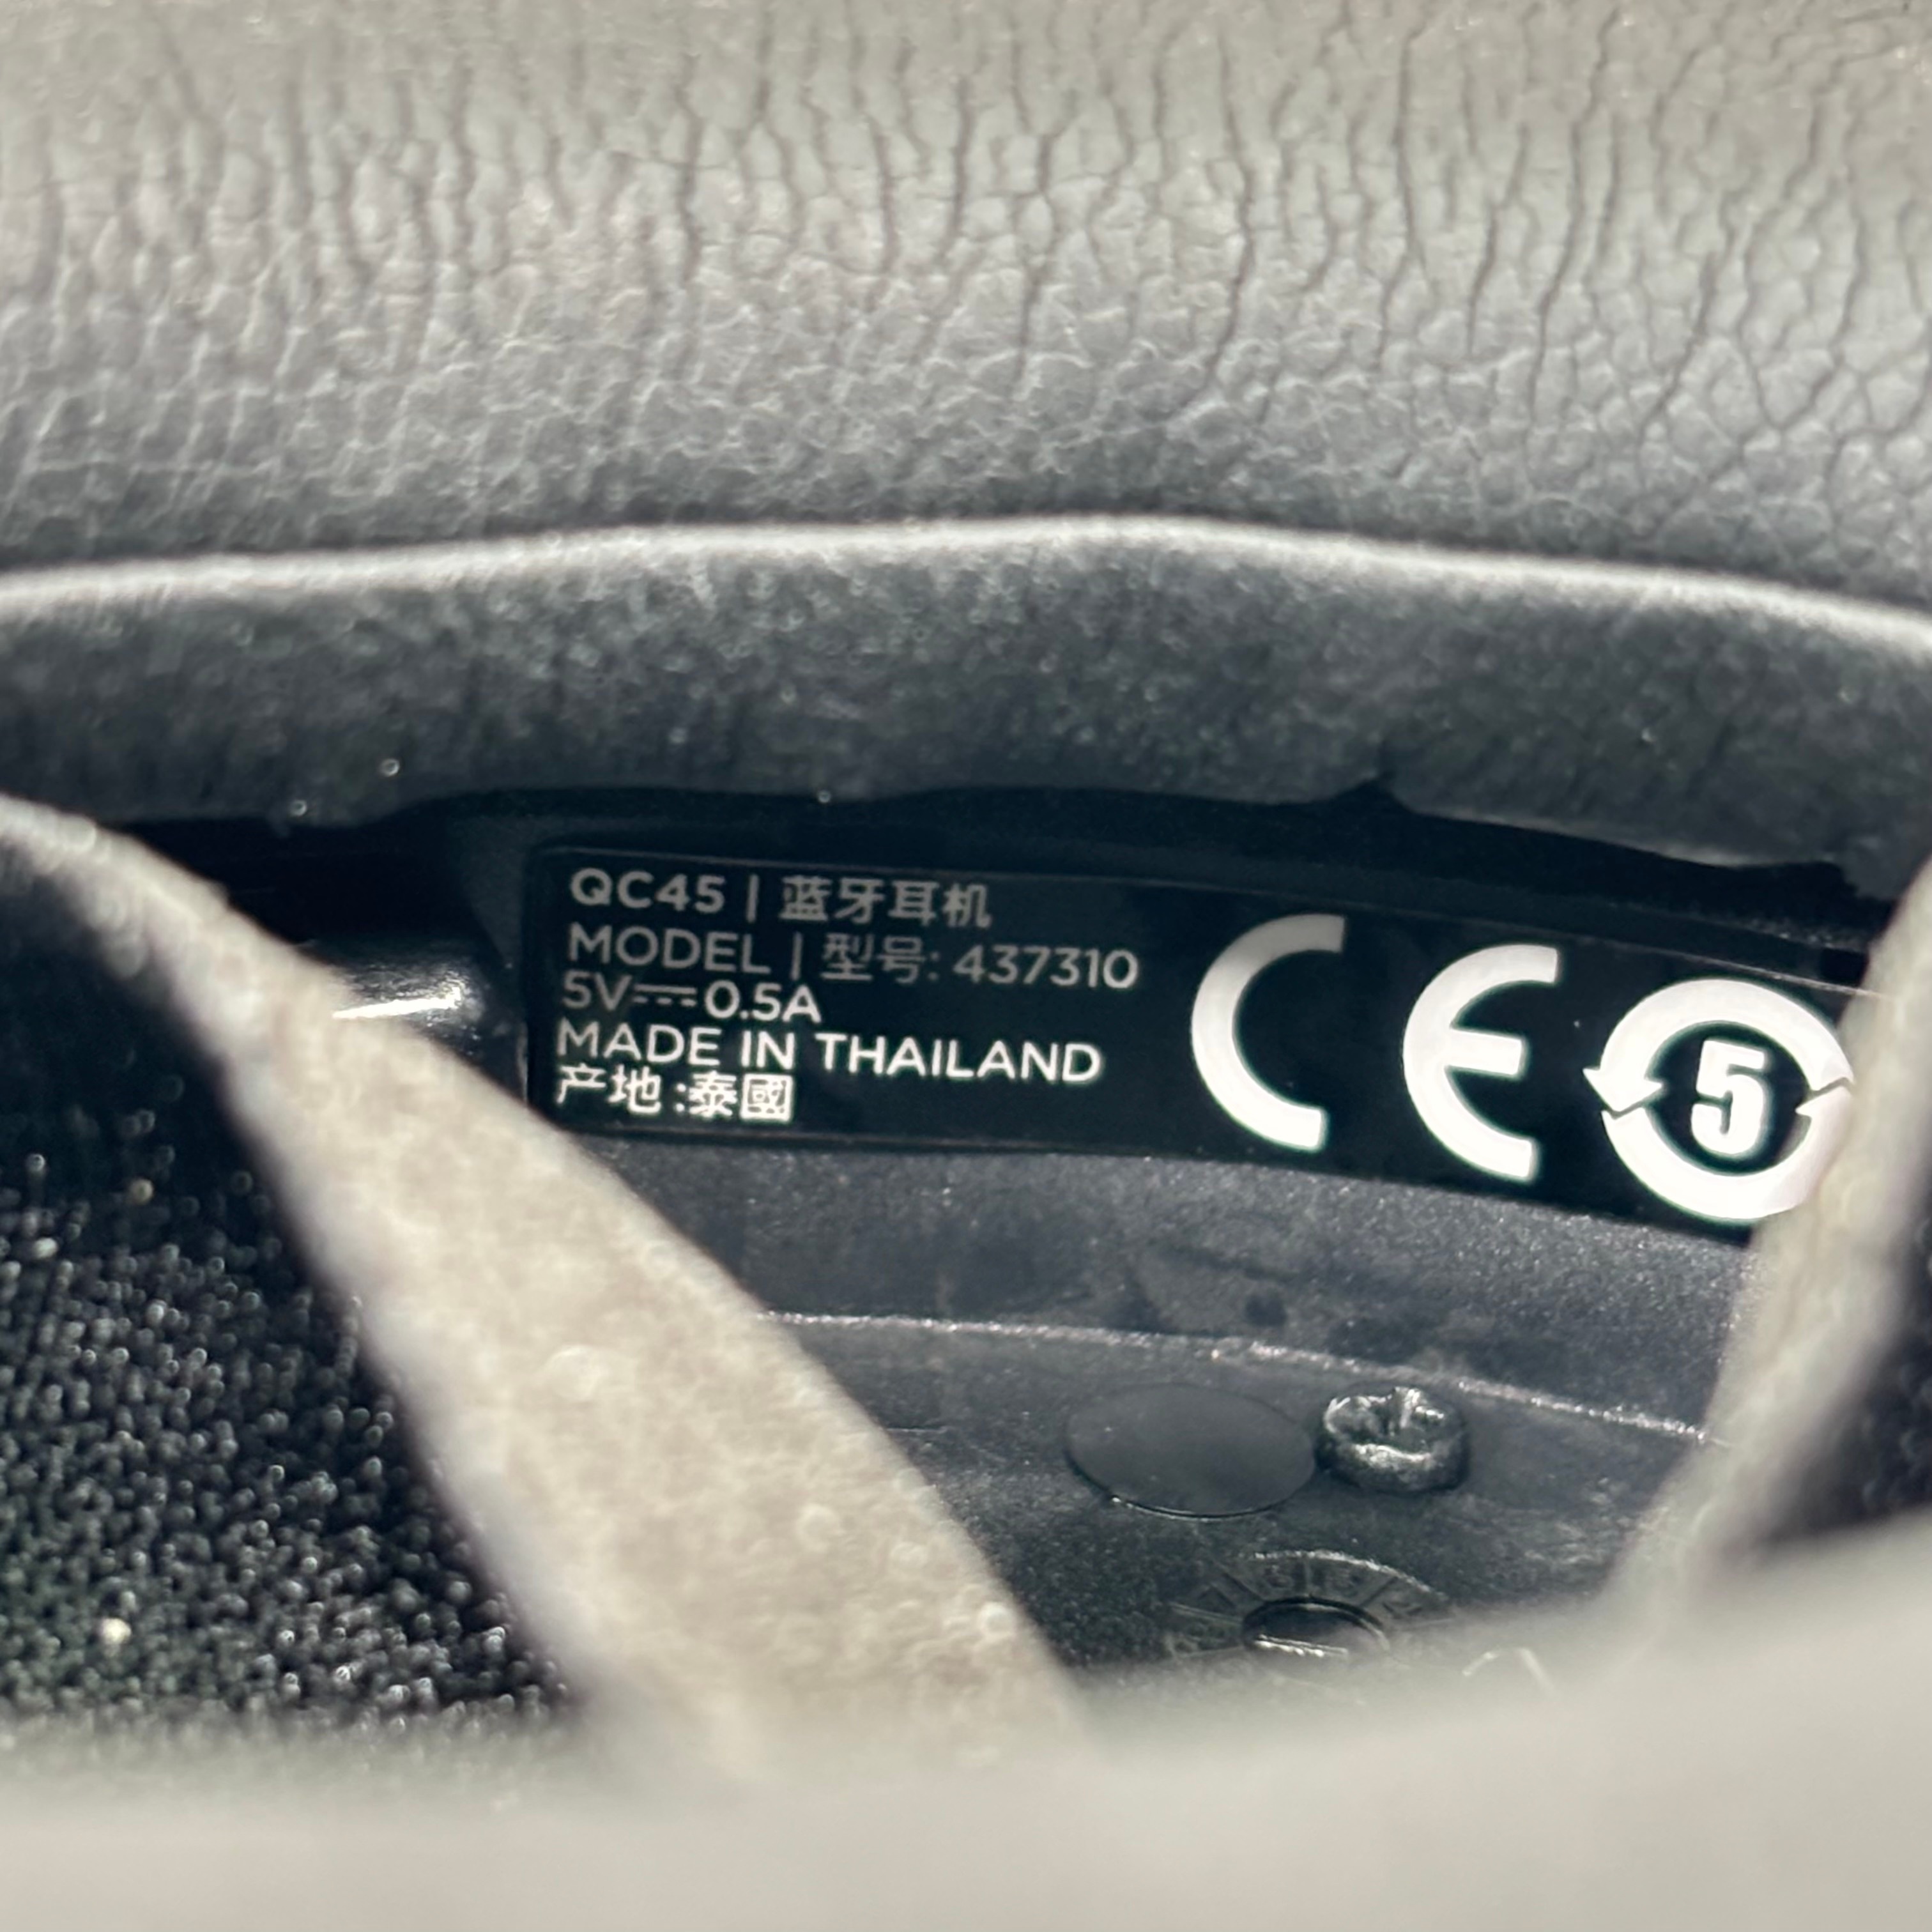 QC45 | 蓝牙耳机
MODEL | 型号: 437310
5V⎓0.5A
MADE IN THAILAND
产地:泰國
CE
5